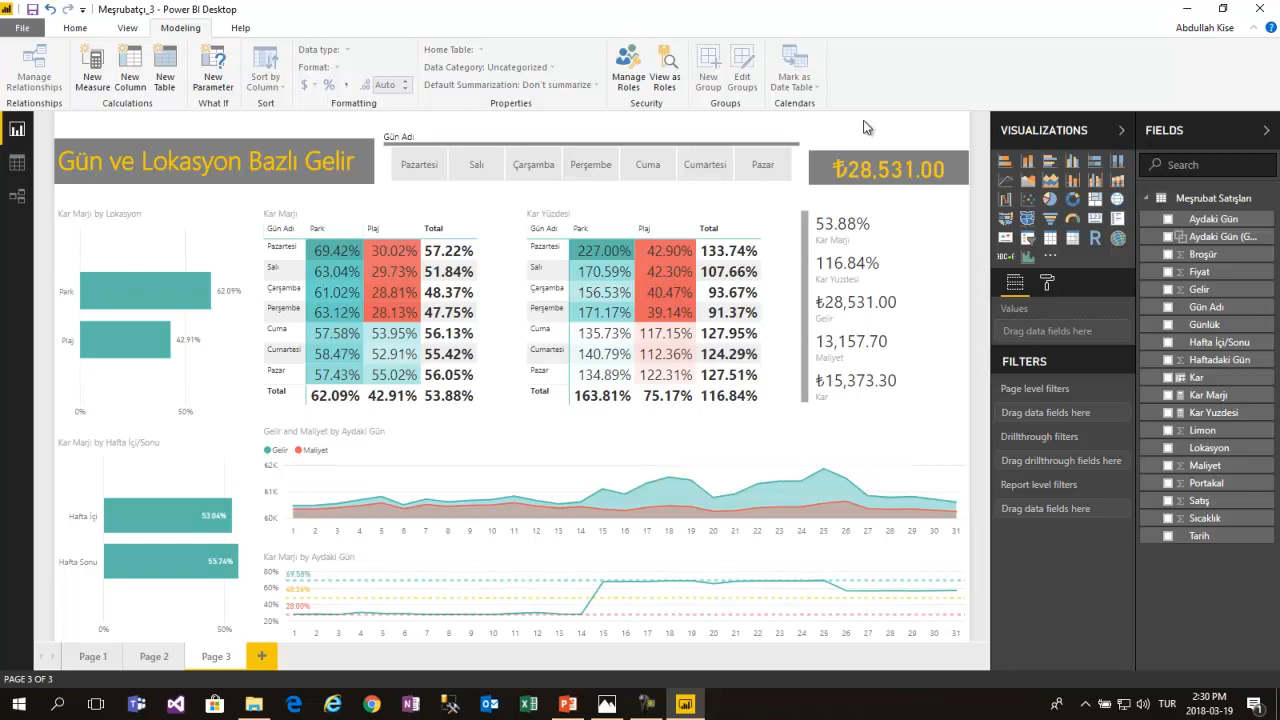 Meşrubatçı_3 - Power BI Desktop
File Home View Modeling Help
Abdullah Kise
Manage Relationships
Relationships
New Measure
New Column
New Table
Calculations
New Parameter
What If
Sort by Column
Sort
Data type:
Format:
$ % , Auto
Formatting
Home Table:
Data Category: Uncategorized
Default Summarization: Don't summarize
Properties
Manage Roles
View as Roles
Security
New Group
Edit Groups
Groups
Mark as Date Table
Calendars
Gün ve Lokasyon Bazlı Gelir
Gün Adı
Pazartesi Salı Çarşamba Perşembe Cuma Cumartesi Pazar
₺28,531.00
Kar Marjı by Lokasyon
Park 62.09%
Plaj 42.91%
0% 50%
Kar Marjı
Gün Adı Park Plaj Total
Pazartesi 69.42% 30.02% 57.22%
Salı 63.04% 29.73% 51.84%
Çarşamba 61.02% 28.81% 48.37%
Perşembe 63.12% 28.13% 47.75%
Cuma 57.58% 53.95% 56.13%
Cumartesi 58.47% 52.91% 55.42%
Pazar 57.43% 55.02% 56.05%
Total 62.09% 42.91% 53.88%
Kar Yüzdesi
Gün Adı Park Plaj Total
Pazartesi 227.00% 42.90% 133.74%
Salı 170.59% 42.30% 107.66%
Çarşamba 156.53% 40.47% 93.67%
Perşembe 171.17% 39.14% 91.37%
Cuma 135.73% 117.15% 127.95%
Cumartesi 140.79% 112.36% 124.29%
Pazar 134.89% 122.31% 127.51%
Total 163.81% 75.17% 116.84%
53.88%
Kar Marjı
116.84%
Kar Yuzdesi
₺28,531.00
Gelir
13,157.70
Maliyet
₺15,373.30
Kar
Kar Marjı by Hafta İçi/Sonu
Hafta İçi 53.04%
Hafta Sonu 55.74%
0% 50%
Gelir and Maliyet by Aydaki Gün
Gelir Maliyet
₺2K
₺1K
₺0K
1 2 3 4 5 6 7 8 9 10 11 12 13 14 15 16 17 18 19 20 21 22 23 24 25 26 27 28 29 30 31
Kar Marjı by Aydaki Gün
80%
69.58%
60%
40%
28.00%
20%
1 2 3 4 5 6 7 8 9 10 11 12 13 14 15 16 17 18 19 20 21 22 23 24 25 26 27 28 29 30 31
VISUALIZATIONS
Values
Drag data fields here
FILTERS
Page level filters
Drag data fields here
Drillthrough filters
Drag drillthrough fields here
Report level filters
Drag data fields here
FIELDS
Search
Meşrubat Satışları
Aydaki Gün
Aydaki Gün (G...
Broşür
Fiyat
Gelir
Gün Adı
Günlük
Hafta İçi/Sonu
Haftadaki Gün
Kar
Kar Marjı
Kar Yuzdesi
Limon
Lokasyon
Maliyet
Portakal
Satış
Sıcaklık
Tarih
Page 1 Page 2 Page 3
PAGE 3 OF 3
TUR
2:30 PM
2018-03-19